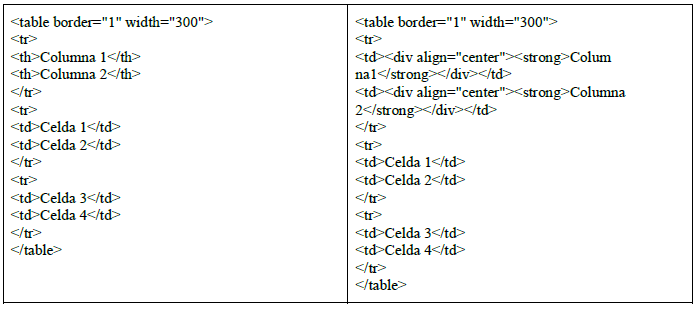 <table border="1" width="300">
<tr>
<th>Columna 1</th>
<th>Columna 2</th>
</tr>
<tr>
<td>Celda 1</td>
<td>Celda 2</td>
</tr>
<tr>
<td>Celda 3</td>
<td>Celda 4</td>
</tr>
</table>
<table border="1" width="300">
<tr>
<td><div align="center"><strong>Colum
na1</strong></div></td>
<td><div align="center"><strong>Columna
2</strong></div></td>
</tr>
<tr>
<td>Celda 1</td>
<td>Celda 2</td>
</tr>
<tr>
<td>Celda 3</td>
<td>Celda 4</td>
</tr>
</table>